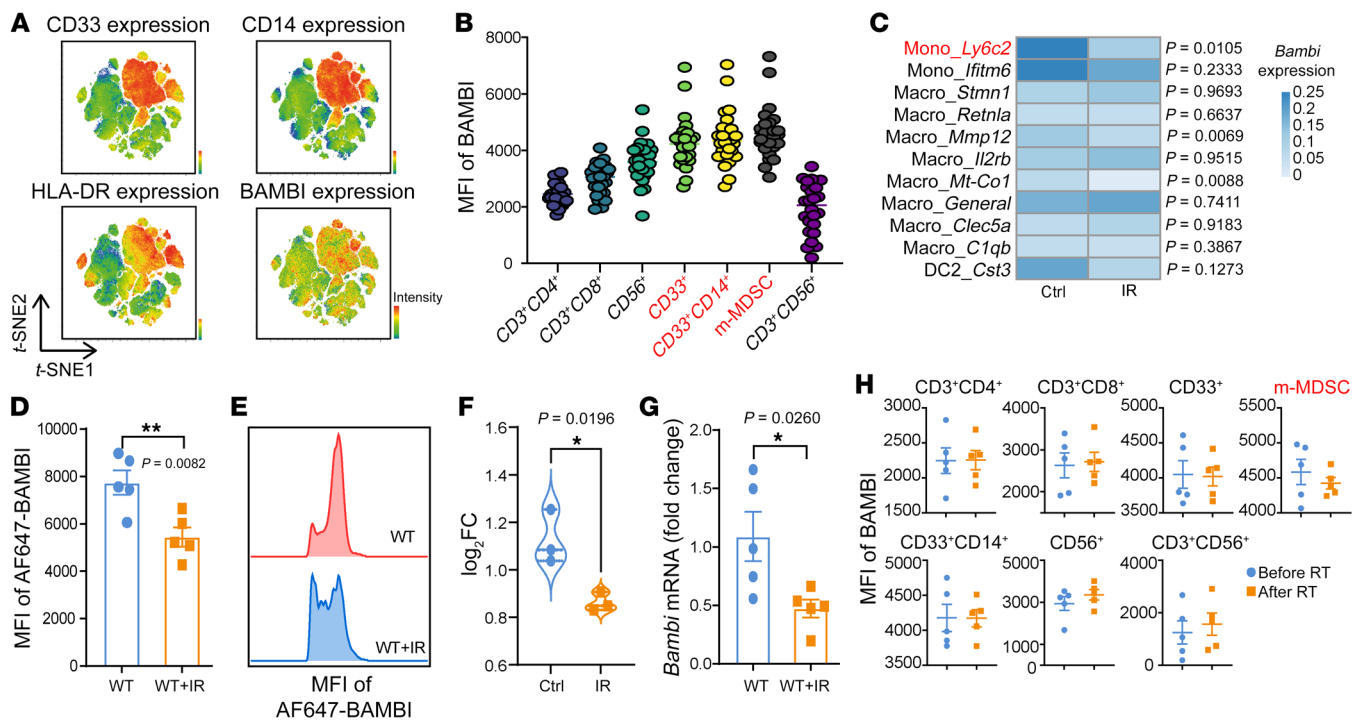 A
CD33 expression
CD14 expression
HLA-DR expression
BAMBI expression
Intensity
t-SNE2
t-SNE1
B
MFI of BAMBI
8000
6000
4000
2000
0
CD3⁺CD4⁺
CD3⁺CD8⁺
CD56⁺
CD33⁺
CD33⁺CD14⁺
m-MDSC
CD3⁺CD56⁺
C
Mono_Ly6c2 P = 0.0105
Mono_Ifitm6 P = 0.2333
Macro_Stmn1 P = 0.9693
Macro_Retnla P = 0.6637
Macro_Mmp12 P = 0.0069
Macro_Il2rb P = 0.9515
Macro_Mt-Co1 P = 0.0088
Macro_General P = 0.7411
Macro_Clec5a P = 0.9183
Macro_C1qb P = 0.3867
DC2_Cst3 P = 0.1273
Ctrl IR
Bambi
expression
0.25
0.2
0.15
0.1
0.05
0
D
MFI of AF647-BAMBI
10000
8000
6000
4000
2000
0
**
P = 0.0082
WT WT+IR
E
WT
WT+IR
MFI of
AF647-BAMBI
F
P = 0.0196
*
log₂FC
1.6
1.4
1.2
1.0
0.8
0.6
Ctrl IR
G
P = 0.0260
*
Bambi mRNA (fold change)
2.0
1.5
1.0
0.5
0.0
WT WT+IR
H
MFI of BAMBI
CD3⁺CD4⁺
3000
2500
2000
1500
CD3⁺CD8⁺
4000
3000
2000
CD33⁺
5000
4500
4000
3500
m-MDSC
5500
5000
4500
4000
CD33⁺CD14⁺
5000
4500
4000
3500
CD56⁺
5000
3000
1000
0
CD3⁺CD56⁺
4000
2000
0
Before RT
After RT